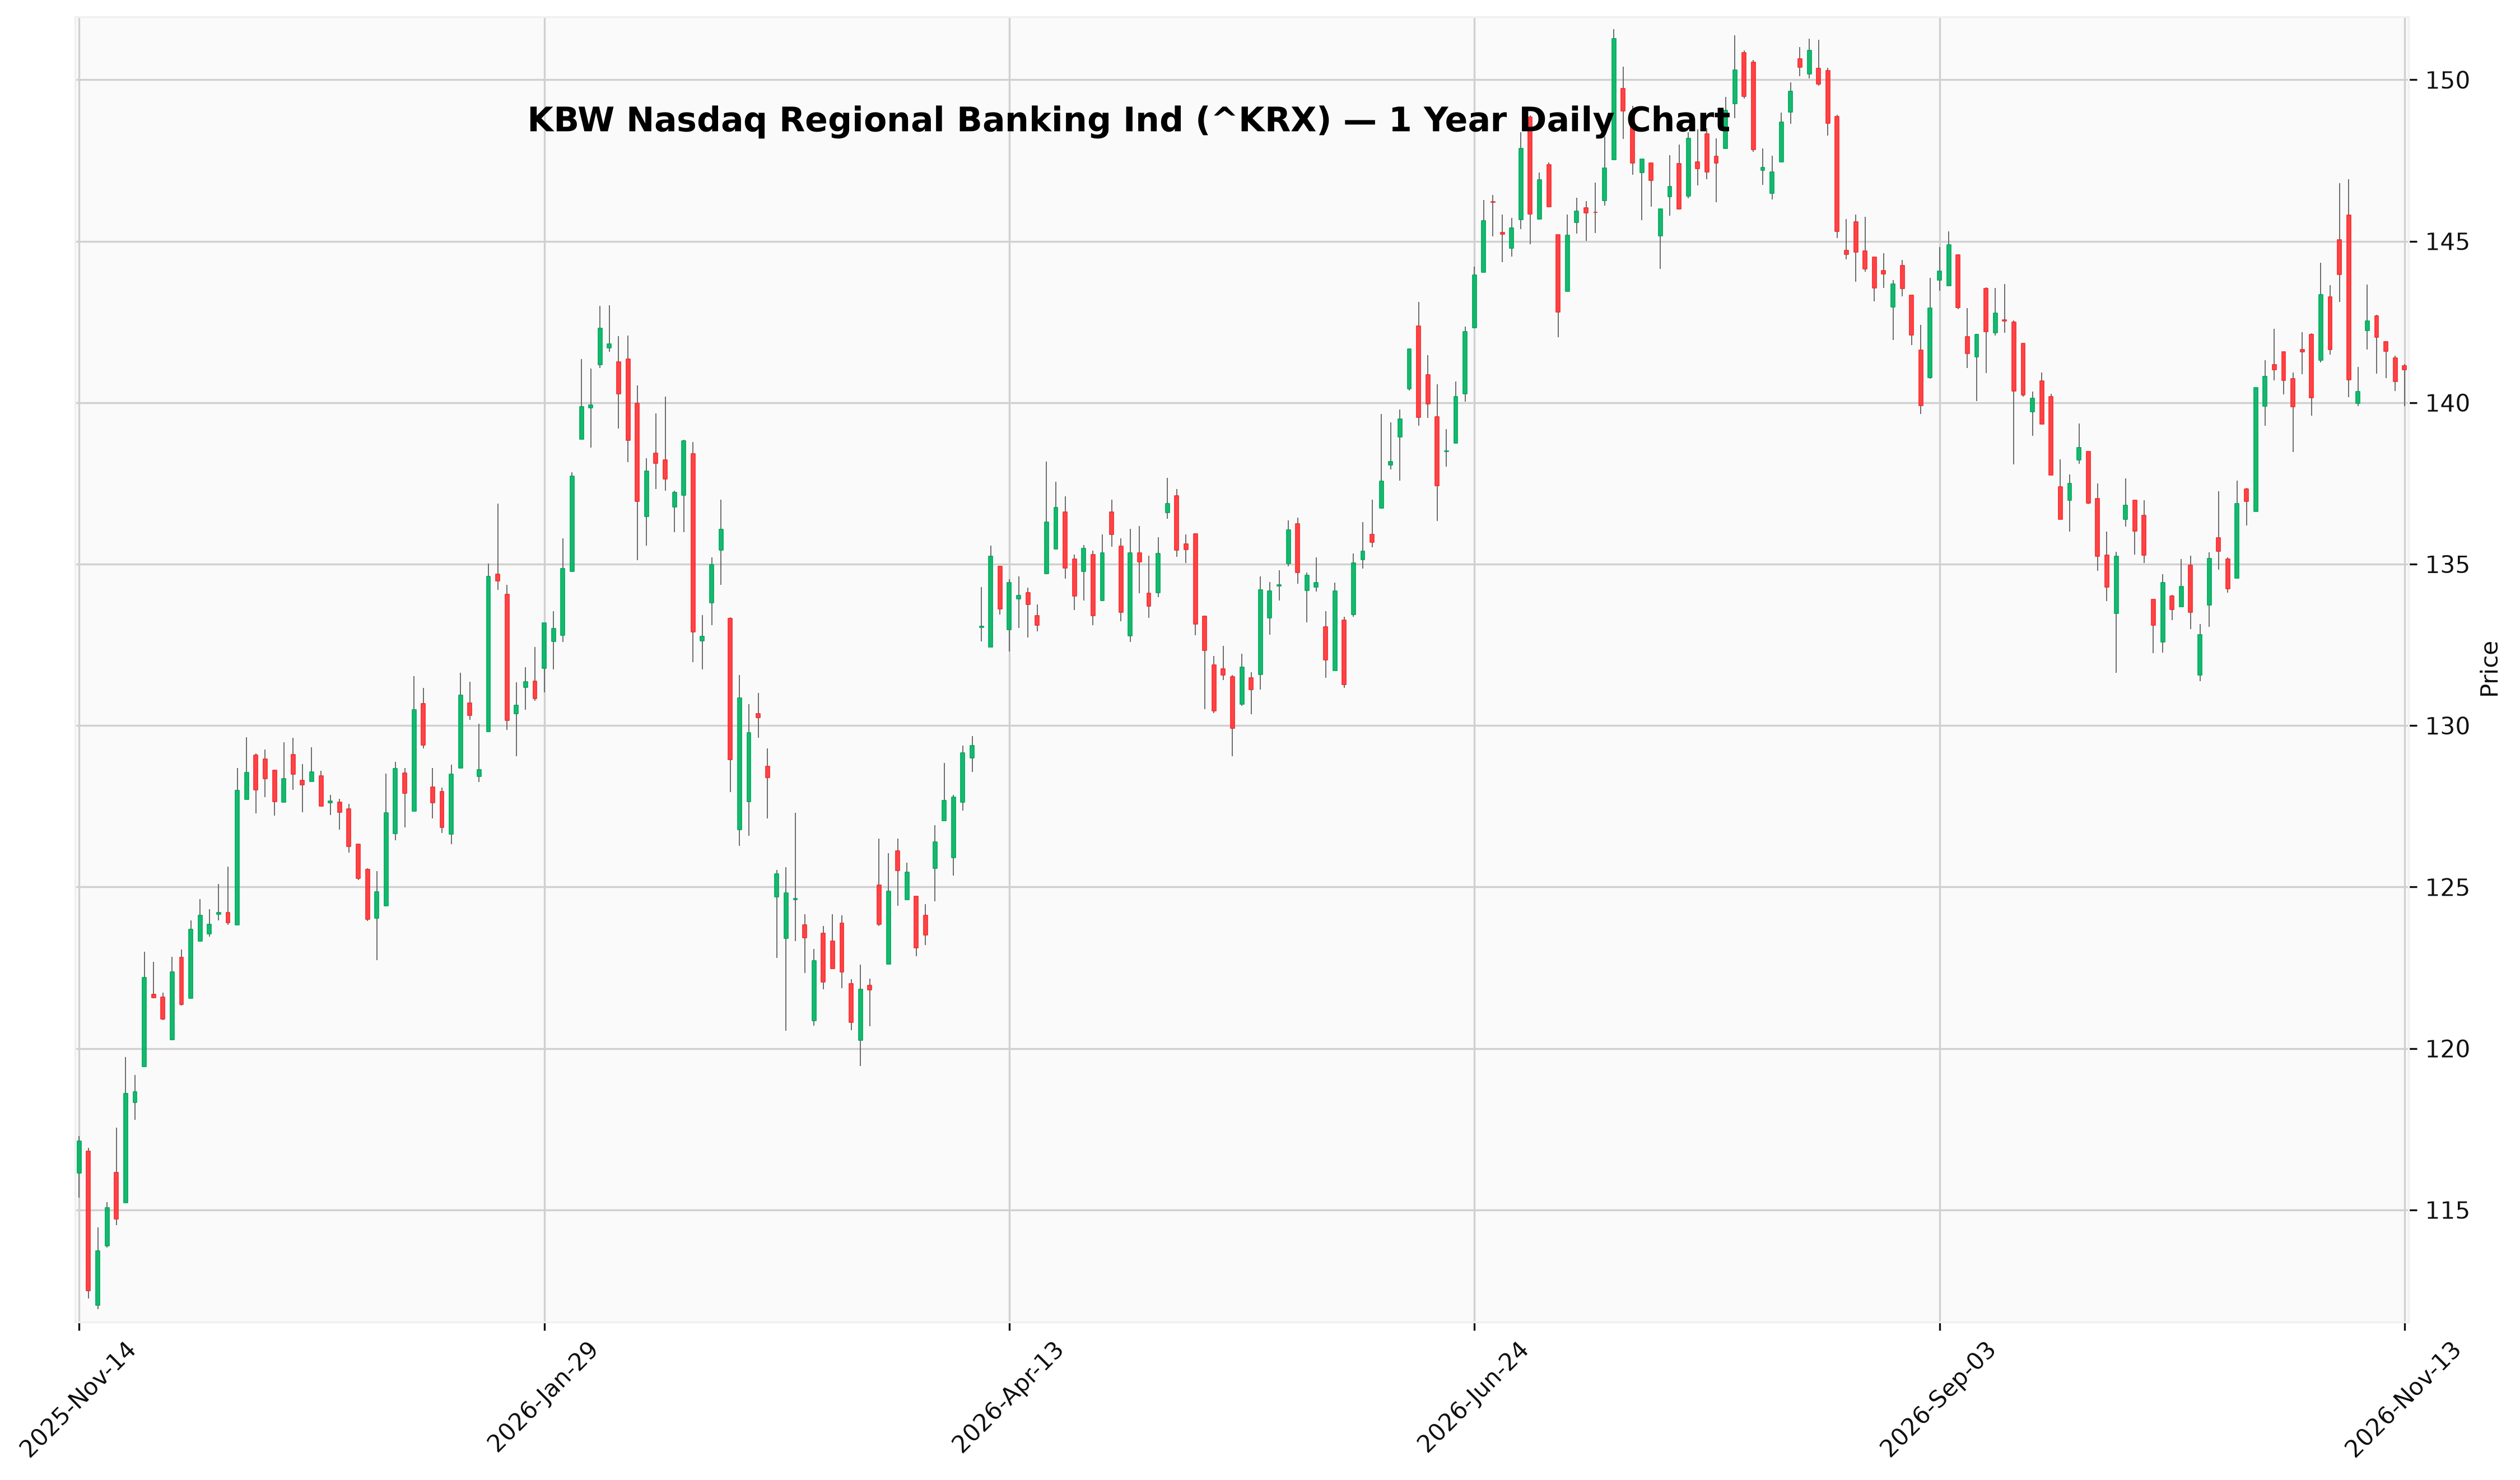 KBW Nasdaq Regional Banking Ind (^KRX) — 1 Year Daily Chart
150
145
140
135
130
125
120
115
Price
2025-Nov-14
2026-Jan-29
2026-Apr-13
2026-Jun-24
2026-Sep-03
2026-Nov-13